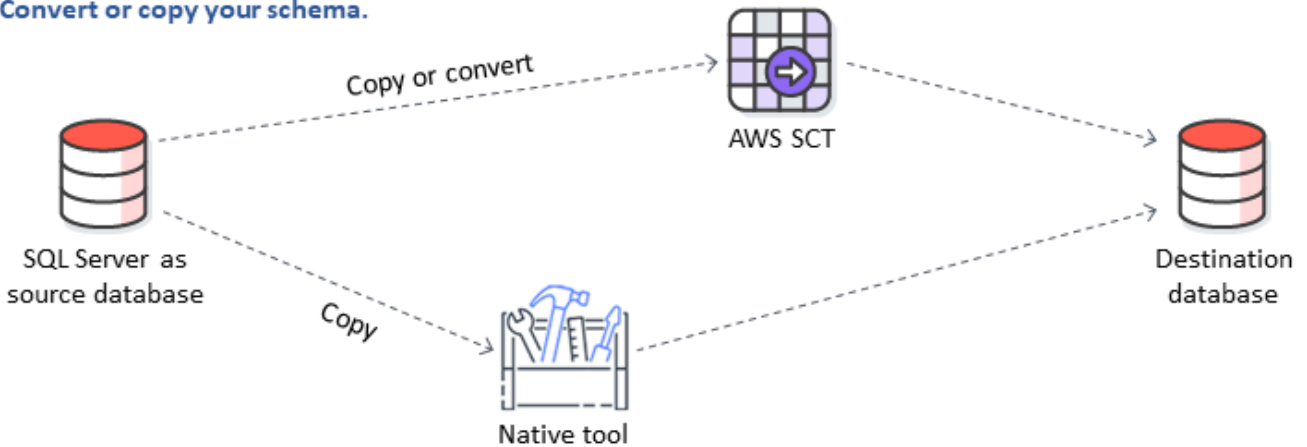 Convert or copy your schema.
Copy or convert
AWS SCT
SQL Server as
source database
Destination
database
Copy
Native tool